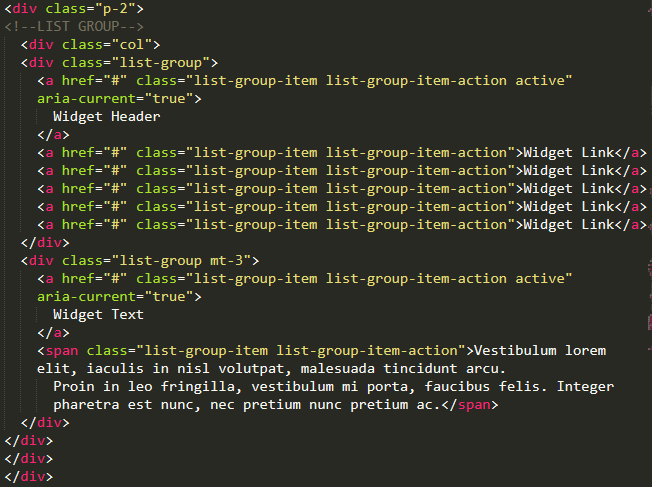 <div class="p-2">
<!--LIST GROUP-->
<div class="col">
<div class="list-group">
<a href="#" class="list-group-item list-group-item-action active"
aria-current="true">
Widget Header
</a>
<a href="#" class="list-group-item list-group-item-action">Widget Link</a>
<a href="#" class="list-group-item list-group-item-action">Widget Link</a>
<a href="#" class="list-group-item list-group-item-action">Widget Link</a>
<a href="#" class="list-group-item list-group-item-action">Widget Link</a>
<a href="#" class="list-group-item list-group-item-action">Widget Link</a>
</div>
<div class="list-group mt-3">
<a href="#" class="list-group-item list-group-item-action active"
aria-current="true">
Widget Text
</a>
<span class="list-group-item list-group-item-action">Vestibulum lorem
elit, iaculis in nisl volutpat, malesuada tincidunt arcu.
Proin in leo fringilla, vestibulum mi porta, faucibus felis. Integer
pharetra est nunc, nec pretium nunc pretium ac.</span>
</div>
</div>
</div>
</div>